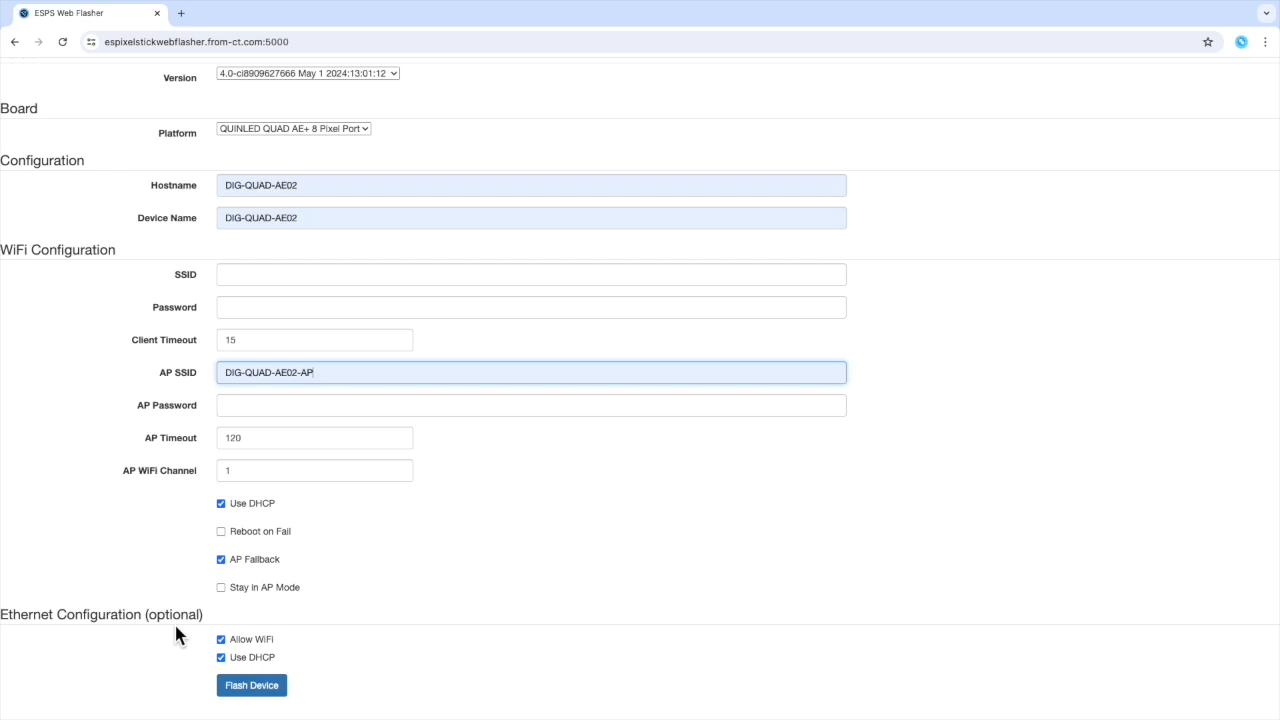 ESPS Web Flasher
espixelstickwebflasher.from-ct.com:5000
Version 4.0-ci8909627666 May 1 2024:13:01:12
Board
Platform QUINLED QUAD AE+ 8 Pixel Port
Configuration
Hostname DIG-QUAD-AE02
Device Name DIG-QUAD-AE02
WiFi Configuration
SSID
Password
Client Timeout 15
AP SSID DIG-QUAD-AE02-AP
AP Password
AP Timeout 120
AP WiFi Channel 1
Use DHCP
Reboot on Fail
AP Fallback
Stay in AP Mode
Ethernet Configuration (optional)
Allow WiFi
Use DHCP
Flash Device